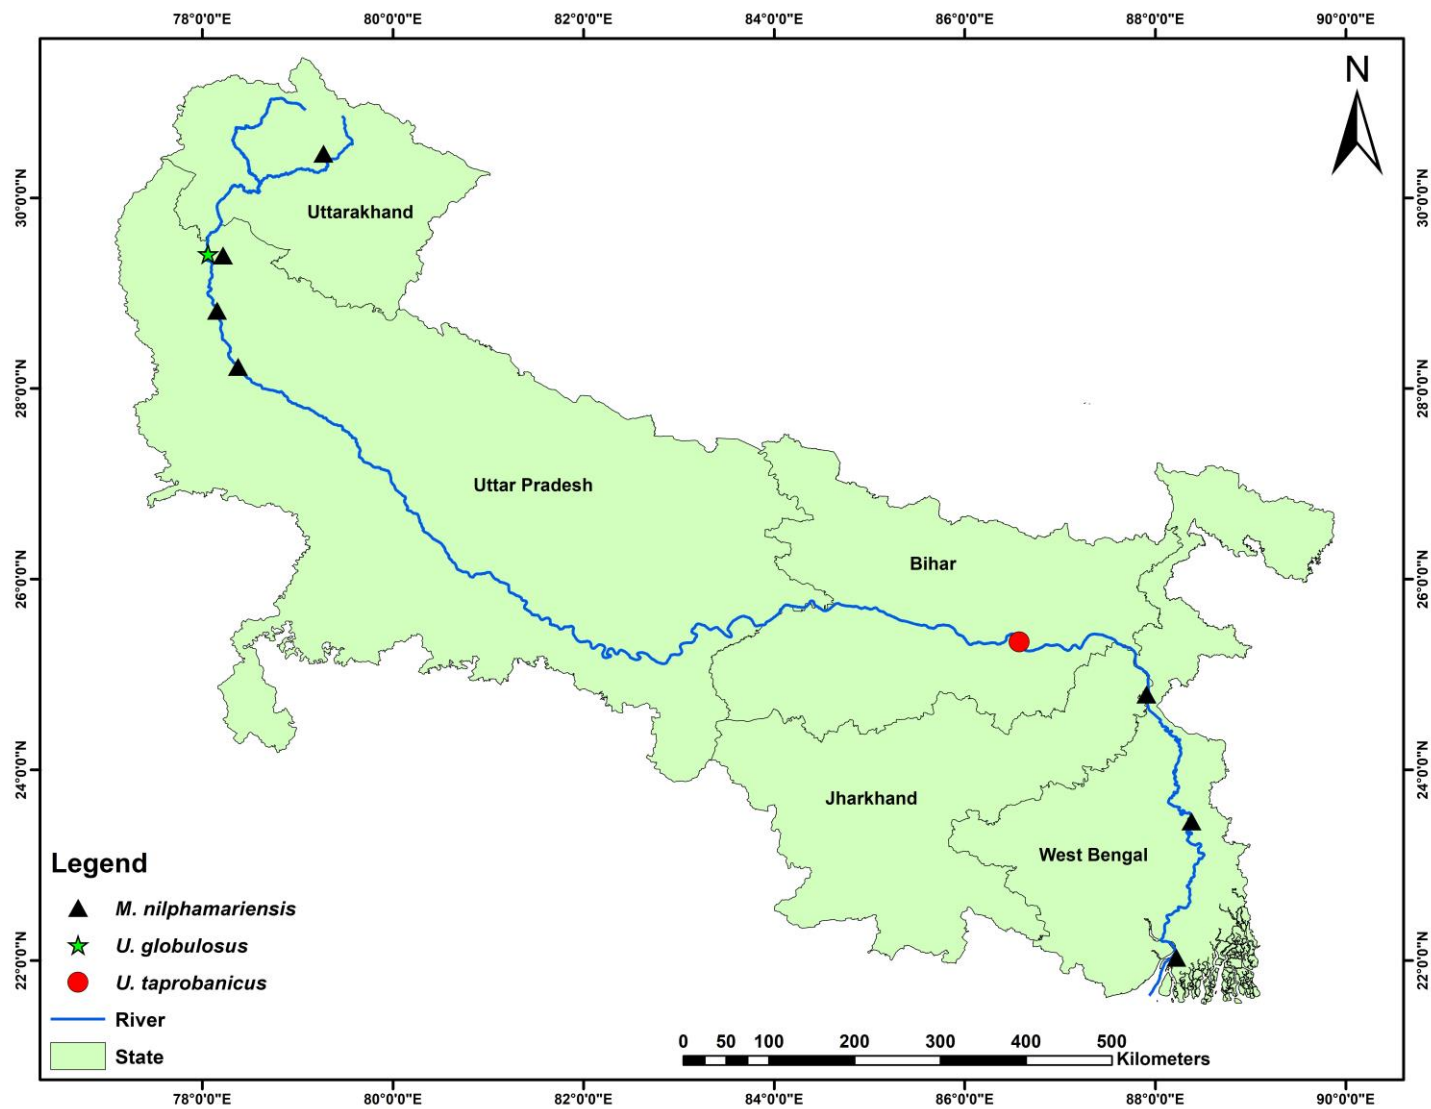 78°0'0"E 80°0'0"E 82°0'0"E 84°0'0"E 86°0'0"E 88°0'0"E 90°0'0"E
N
30°0'0"N 30°0'0"N
Uttarakhand
28°0'0"N 28°0'0"N
Uttar Pradesh
Bihar
26°0'0"N 26°0'0"N
24°0'0"N 24°0'0"N
Jharkhand
West Bengal
Legend
M. nilphamariensis
U. globulosus
22°0'0"N 22°0'0"N
U. taprobanicus
River
State
0 50 100 200 300 400 500
Kilometers
78°0'0"E 80°0'0"E 82°0'0"E 84°0'0"E 86°0'0"E 88°0'0"E 90°0'0"E